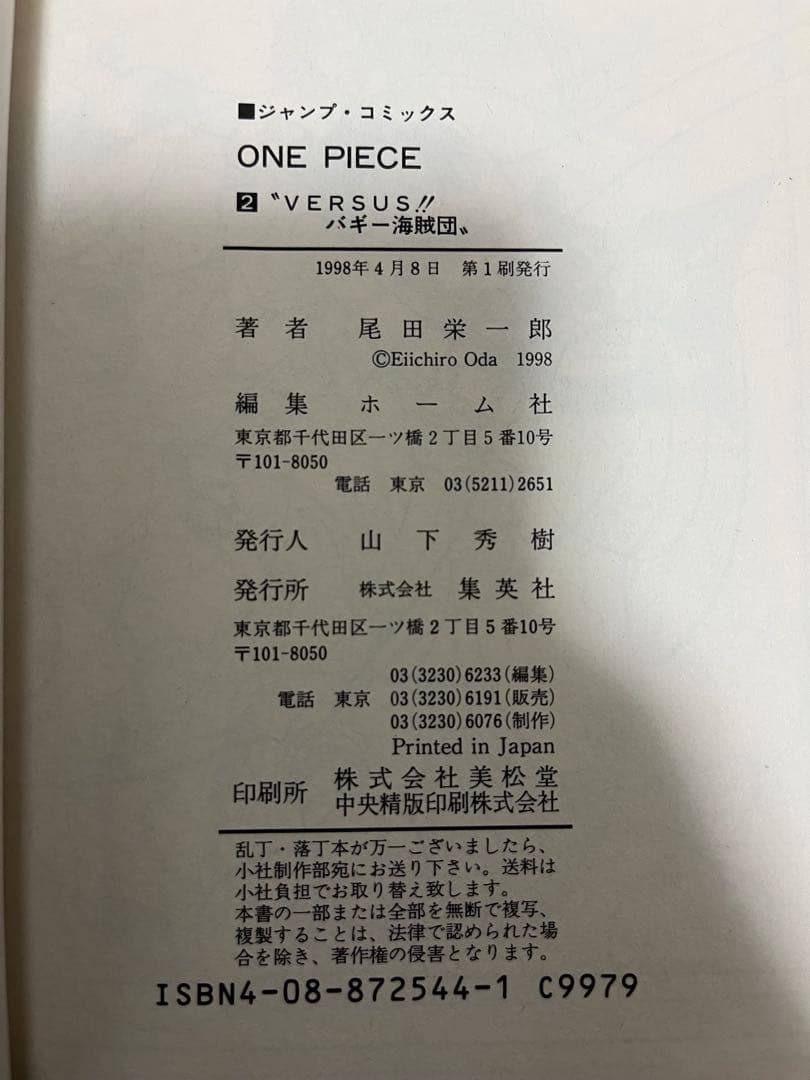 ■ジャンプ・コミックス
ONE PIECE
2 〝VERSUS!!
バギー海賊団〟
1998年4月8日 第1刷発行
著者 尾田栄一郎
©Eiichiro Oda 1998
編集 ホーム社
東京都千代田区一ツ橋2丁目5番10号
〒101-8050
電話 東京 03(5211)2651
発行人 山下秀樹
発行所 株式会社 集英社
東京都千代田区一ツ橋2丁目5番10号
〒101-8050
03(3230)6233(編集)
電話 東京 03(3230)6191(販売)
03(3230)6076(制作)
Printed in Japan
印刷所 株式会社美松堂
中央精版印刷株式会社
乱丁・落丁本が万一ございましたら、
小社制作部宛にお送り下さい。送料は
小社負担でお取り替え致します。
本書の一部または全部を無断で複写、
複製することは、法律で認められた場
合を除き、著作権の侵害となります。
ISBN4-08-872544-1 C9979